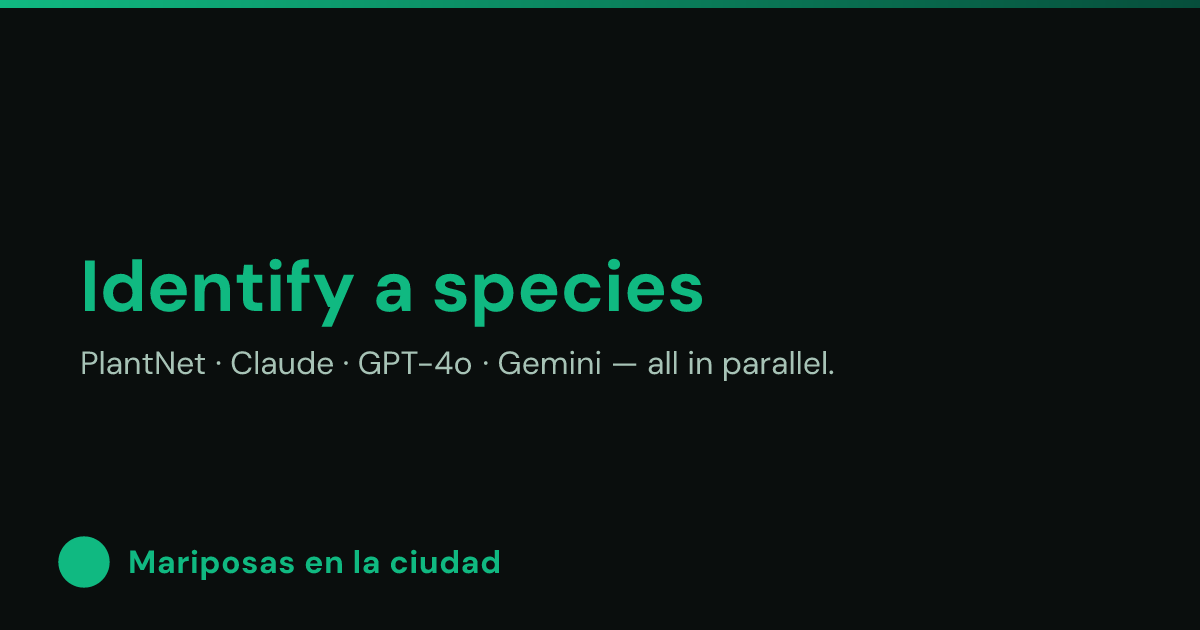 Identify a species
PlantNet · Claude · GPT-4o · Gemini — all in parallel.
Mariposas en la ciudad